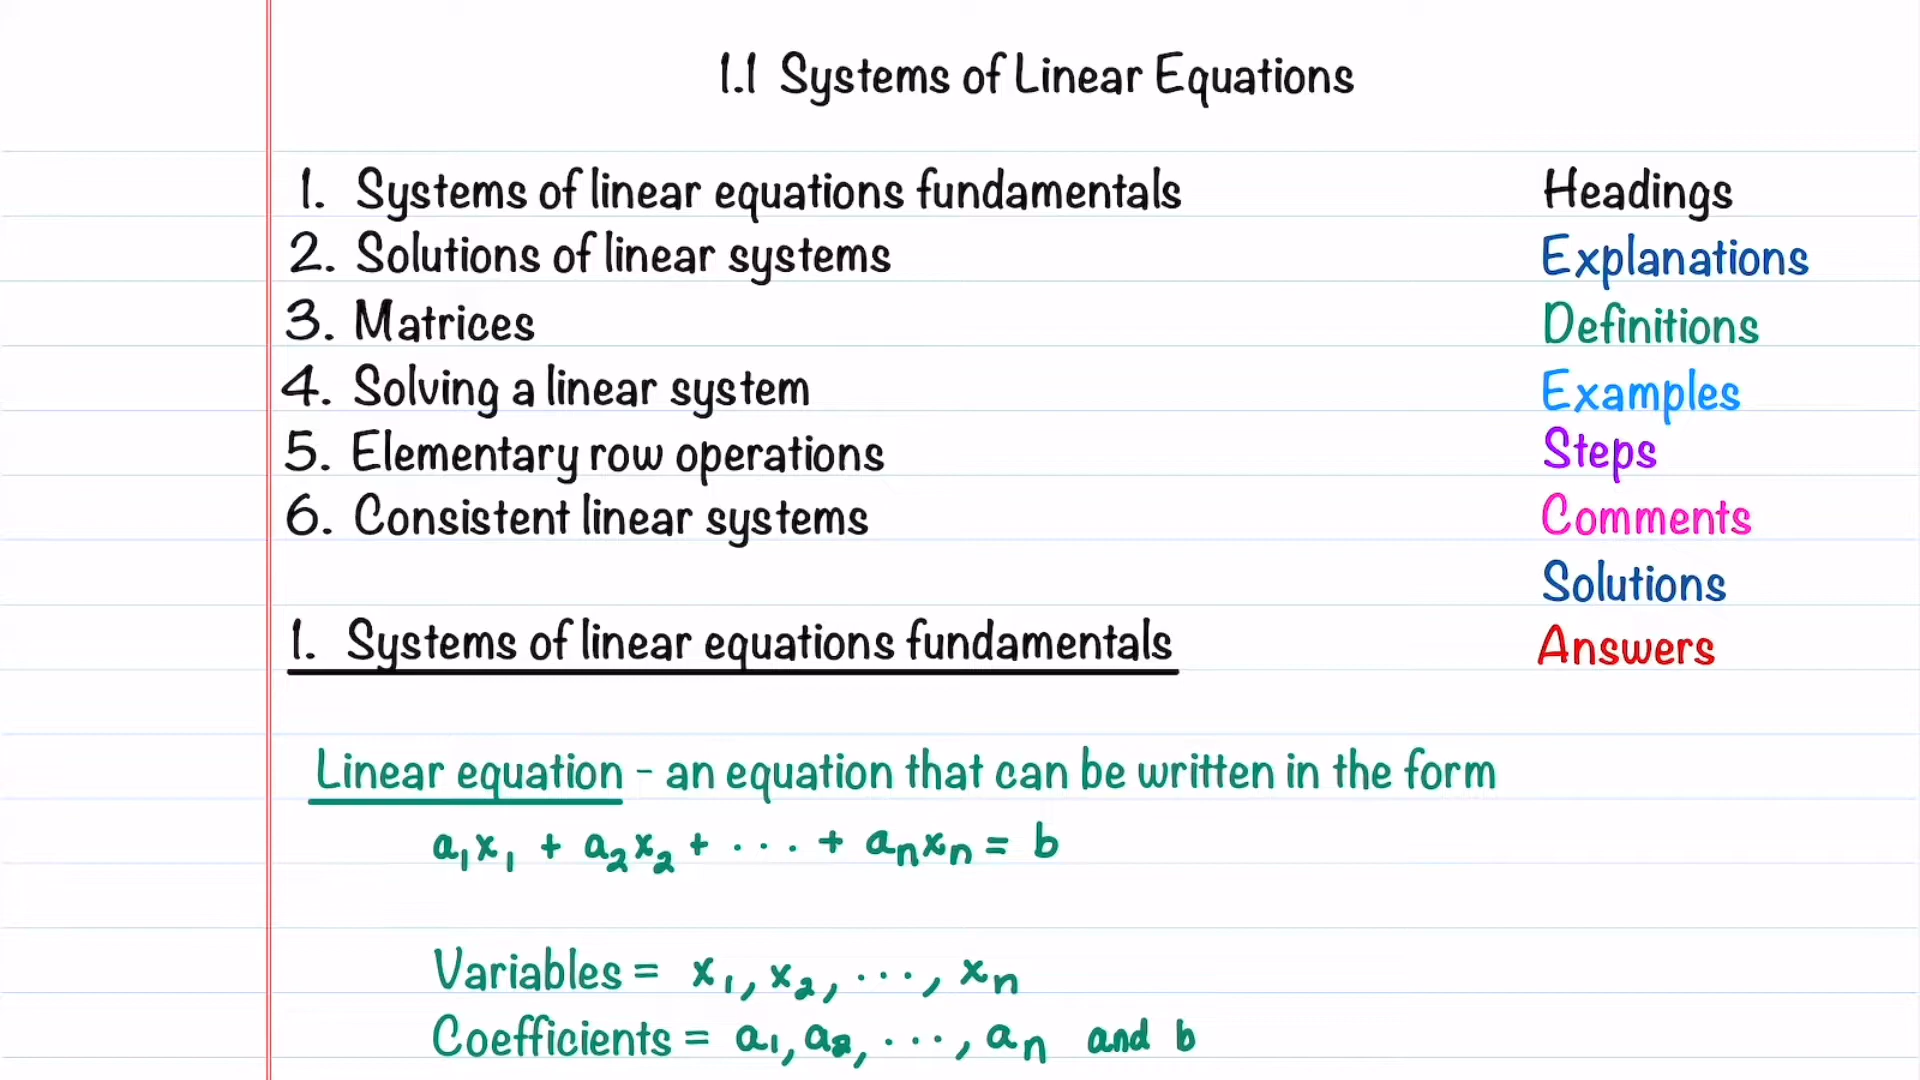 1.1 Systems of Linear Equations
1. Systems of linear equations fundamentals
2. Solutions of linear systems
3. Matrices
4. Solving a linear system
5. Elementary row operations
6. Consistent linear systems
Headings
Explanations
Definitions
Examples
Steps
Comments
Solutions
Answers
1. Systems of linear equations fundamentals
Linear equation - an equation that can be written in the form
a₁x₁ + a₂x₂ + ... + aₙxₙ = b
Variables = x₁, x₂, ..., xₙ
Coefficients = a₁, a₂, ..., aₙ and b